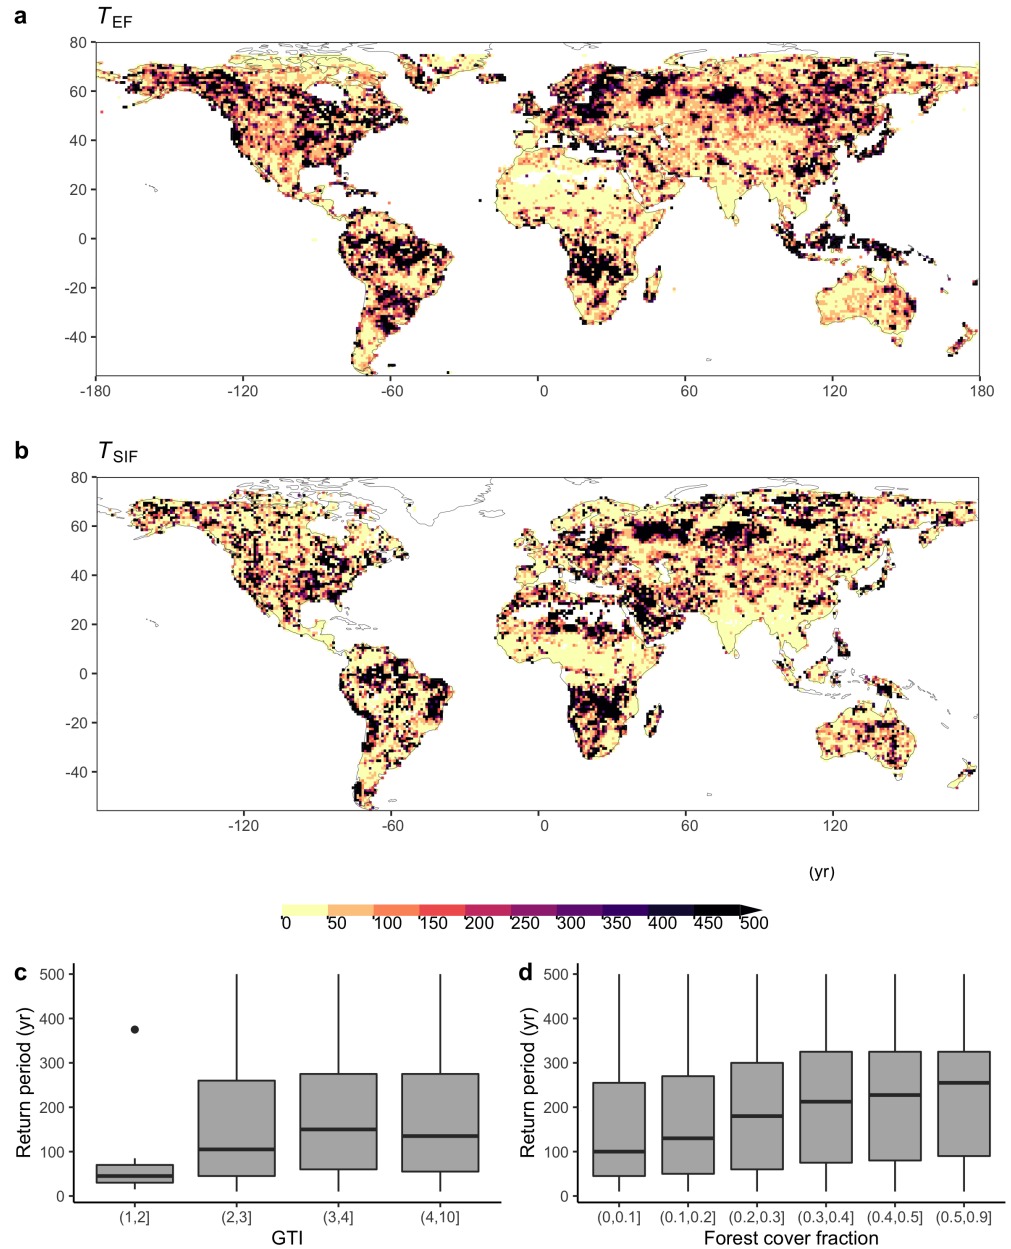 a
T_EF
80
60
40
20
0
-20
-40
-180 -120 -60 0 60 120 180
b
T_SIF
80
60
40
20
0
-20
-40
-120 -60 0 60 120
(yr)
0 50 100 150 200 250 300 350 400 450 500
c
Return period (yr)
500
400
300
200
100
0
(1,2] (2,3] (3,4] (4,10]
GTI
d
Return period (yr)
500
400
300
200
100
0
(0,0.1] (0.1,0.2] (0.2,0.3] (0.3,0.4] (0.4,0.5] (0.5,0.9]
Forest cover fraction